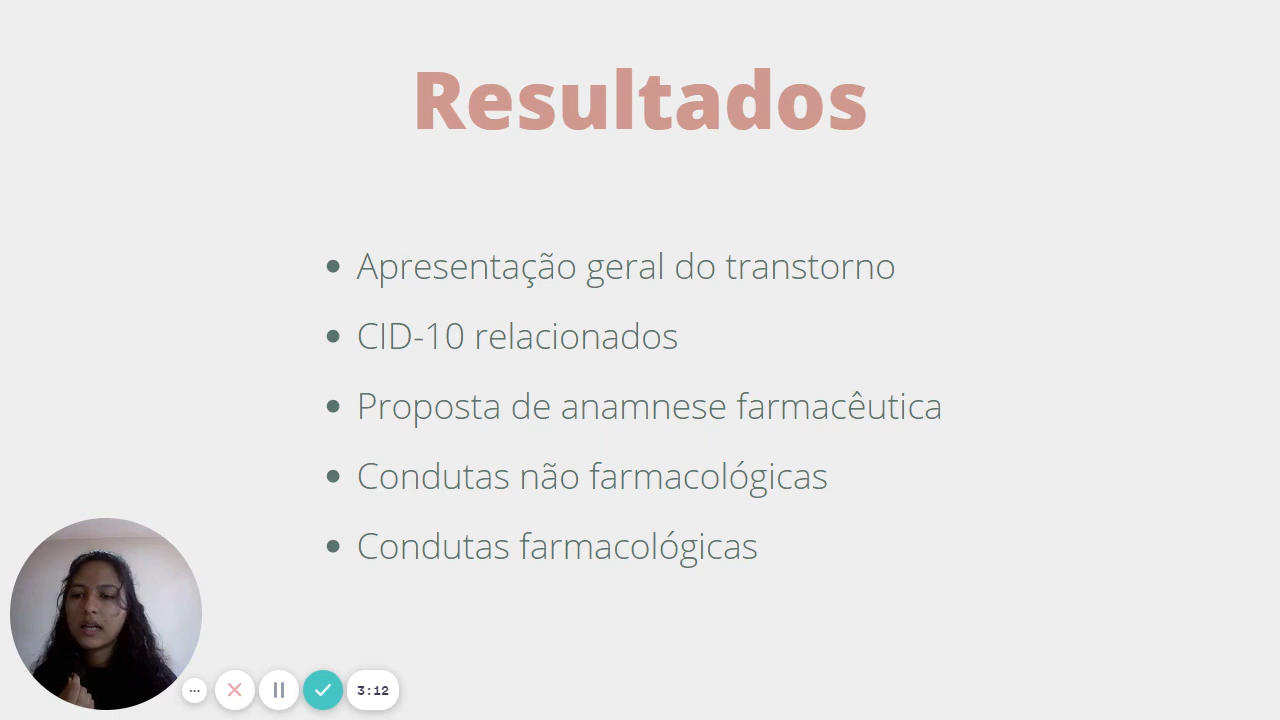 Resultados
Apresentação geral do transtorno
CID-10 relacionados
Proposta de anamnese farmacêutica
Condutas não farmacológicas
Condutas farmacológicas
3:12